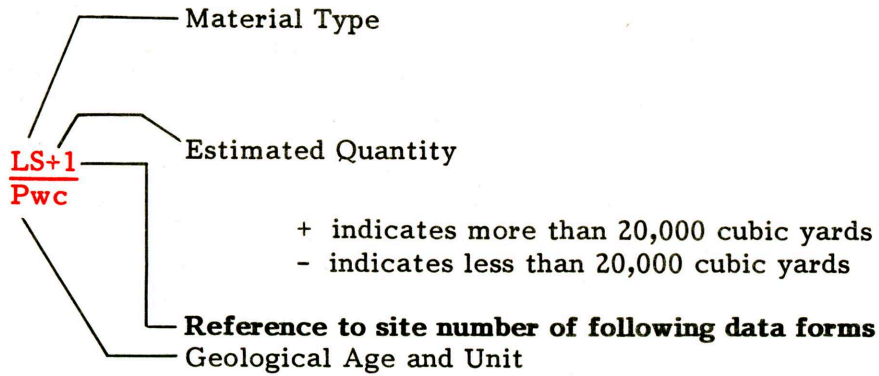 Material Type
Estimated Quantity
LS+1
Pwc
+ indicates more than 20,000 cubic yards
- indicates less than 20,000 cubic yards
Reference to site number of following data forms
Geological Age and Unit